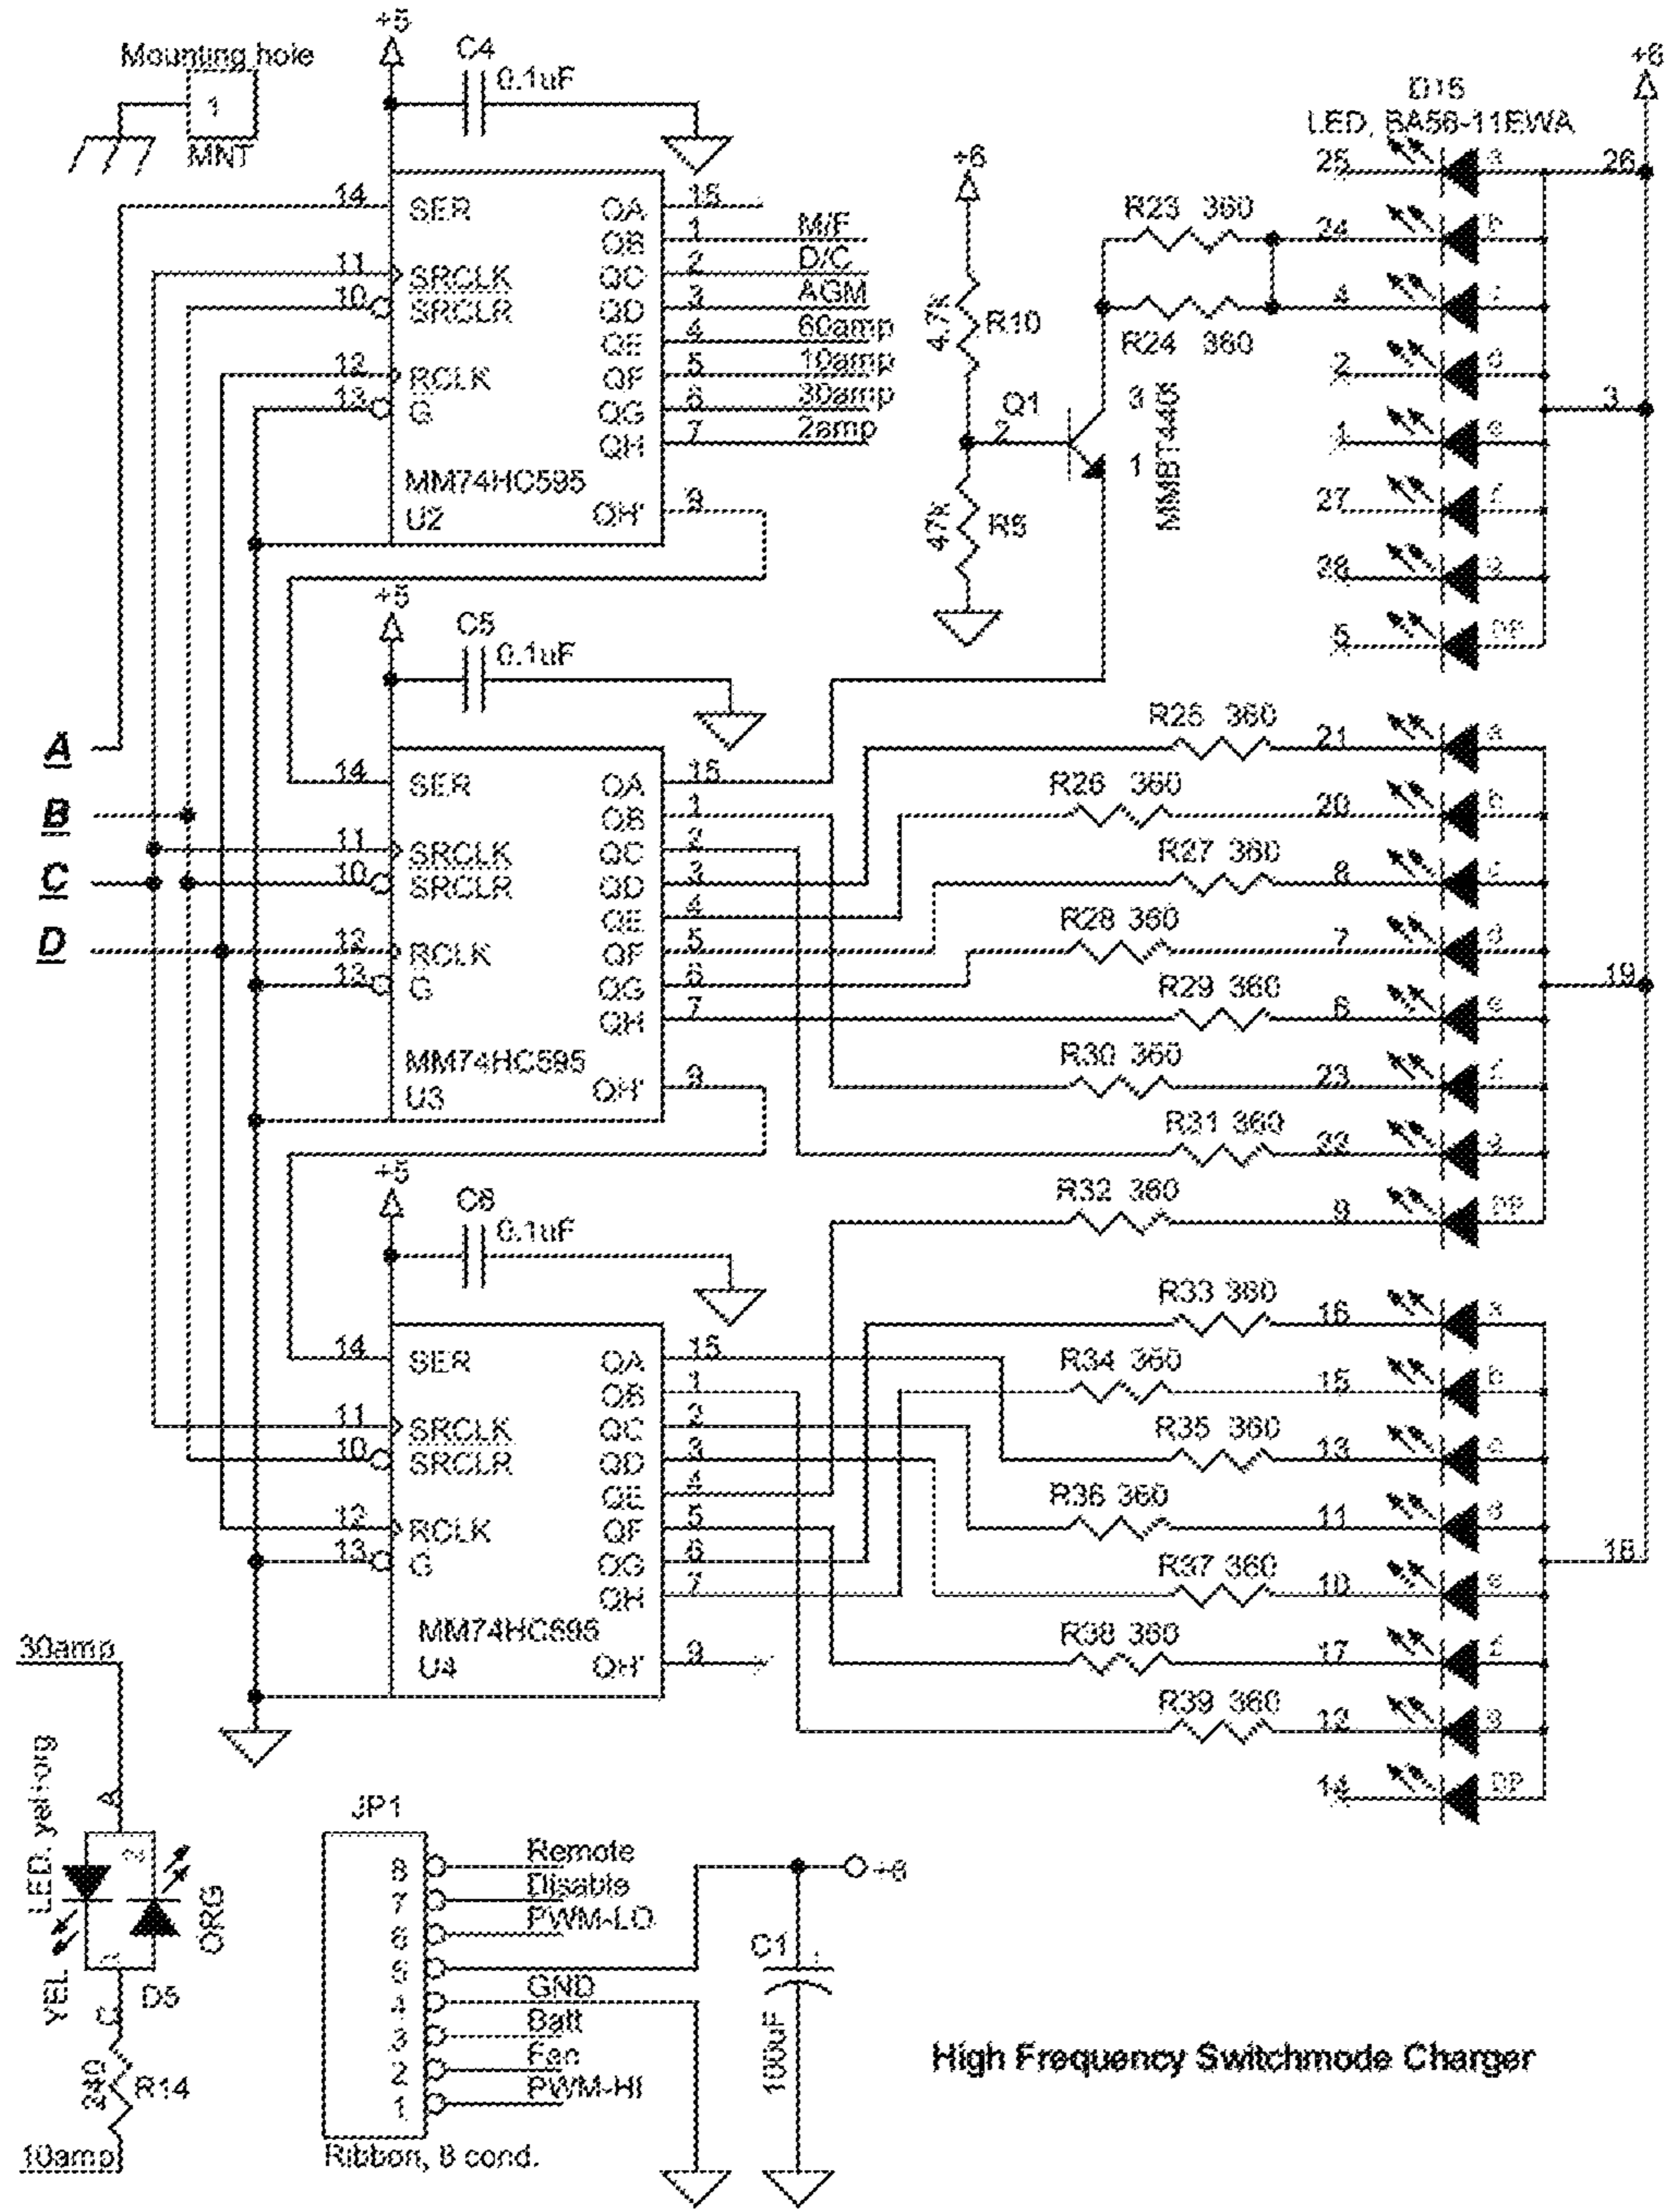 +5
C4
0.1uF
Mounting hole
1
MNT
14 SER QA 15
QB 1 M/F
11 SRCLK QC 2 D/C
10 SRCLR QD 3 AGM
QE 4 60amp
12 RCLK QF 5 10amp
13 G QG 6 30amp
QH 7 2amp
MM74HC595
U2 QH' 9
+6
4.7k R10
47k R5
Q1
2
3
1
MMBT4401
R23 360
R24 360
+6
D15
LED, BA56-11EWA
25 a 26
24 b
4
2 d
1 e 3
27 f
28 g
5 DP
+5
C5
0.1uF
A
B
C
D
14 SER QA 15
QB 1
11 SRCLK QC 2
10 SRCLR QD 3
QE 4
12 RCLK QF 5
13 G QG 6
QH 7
MM74HC595
U3 QH' 9
R25 360 21 a
R26 360 20 b
R27 360 8
R28 360 7 d
R29 360 6 e 19
R30 360 23 f
R31 360 22 g
R32 360 9 DP
+5
C6
0.1uF
14 SER QA 15
QB 1
11 SRCLK QC 2
10 SRCLR QD 3
QE 4
12 RCLK QF 5
13 G QG 6
QH 7
MM74HC595
U4 QH' 9
R33 360 16 a
R34 360 15 b
R35 360 13 c
R36 360 11 d
R37 360 10 e 18
R38 360 17 f
R39 360 12 g
14 DP
30amp
LED, yel+org
A
2
ORG
YEL
3
C
D5
240
R14
10amp
JP1
8 Remote
7 Disable
6 PWM-LO
5
4 GND
3 Batt
2 Fan
1 PWM-HI
Ribbon, 8 cond.
+6
C1
+
100uF
High Frequency Switchmode Charger